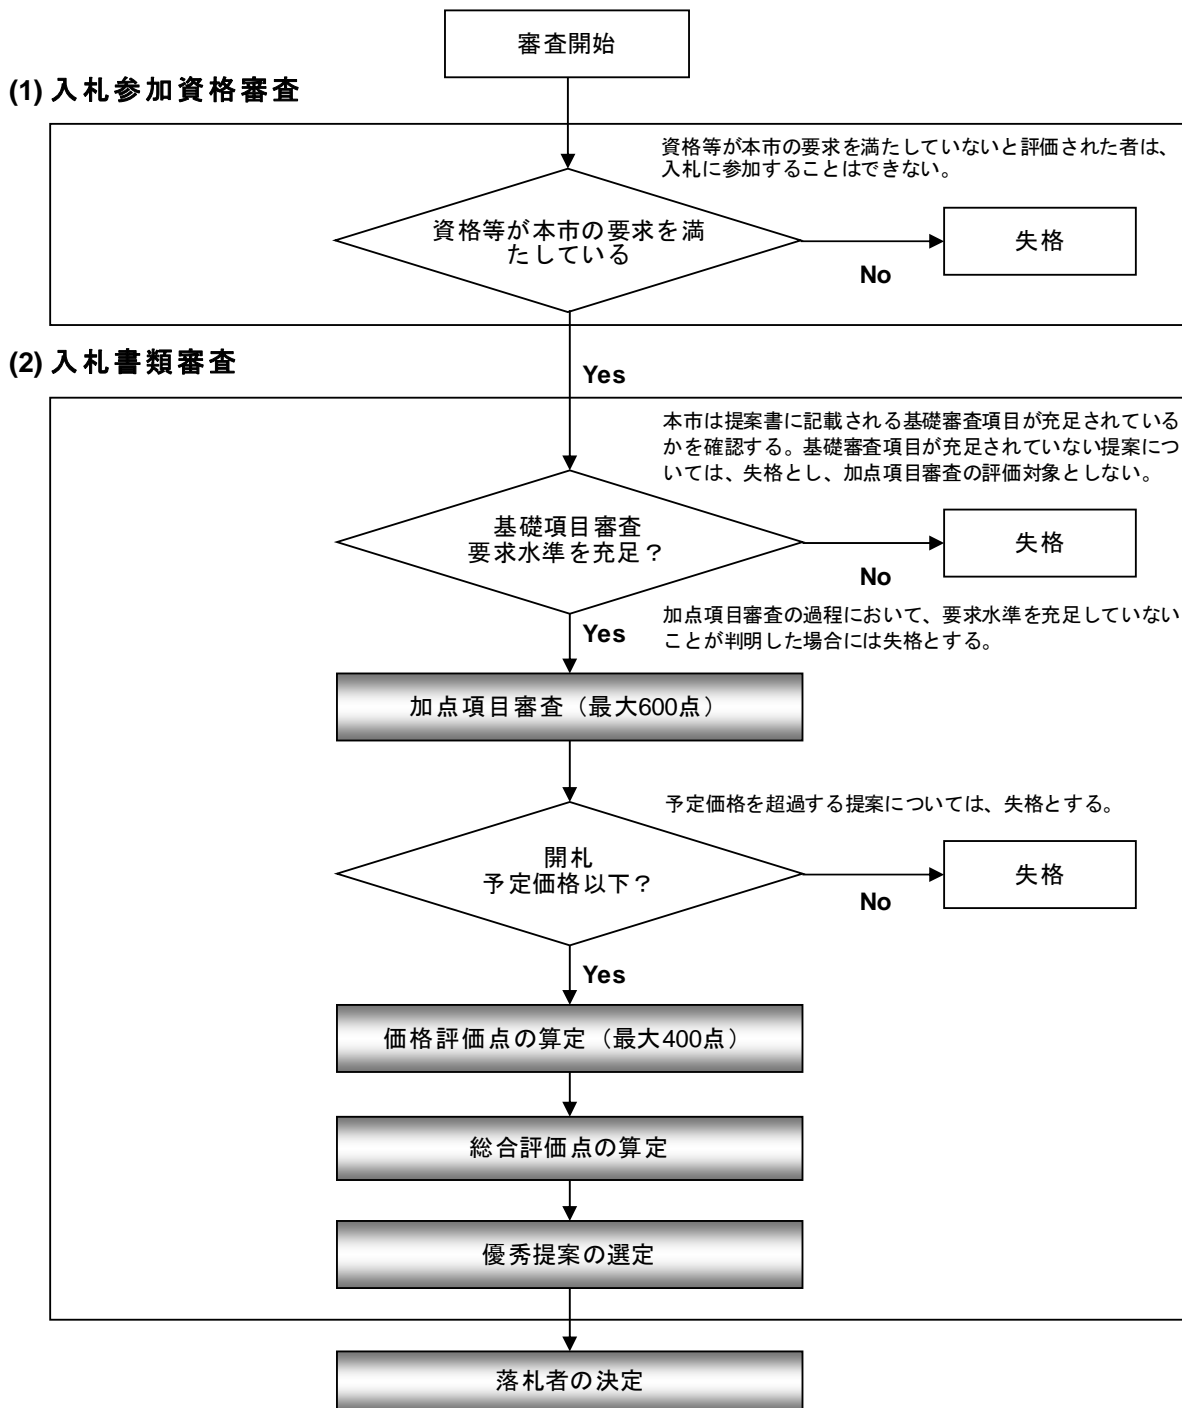 審査開始
(1) 入札参加資格審査
資格等が本市の要求を満たしていないと評価された者は、
入札に参加することはできない。
資格等が本市の要求を満
たしている
失格
No
(2) 入札書類審査
Yes
本市は提案書に記載される基礎審査項目が充足されている
かを確認する。基礎審査項目が充足されていない提案につ
いては、失格とし、加点項目審査の評価対象としない。
基礎項目審査
要求水準を充足？
失格
No
加点項目審査の過程において、要求水準を充足していない
ことが判明した場合には失格とする。
Yes
加点項目審査（最大600点）
予定価格を超過する提案については、失格とする。
開札
予定価格以下？
失格
No
Yes
価格評価点の算定（最大400点）
総合評価点の算定
優秀提案の選定
落札者の決定